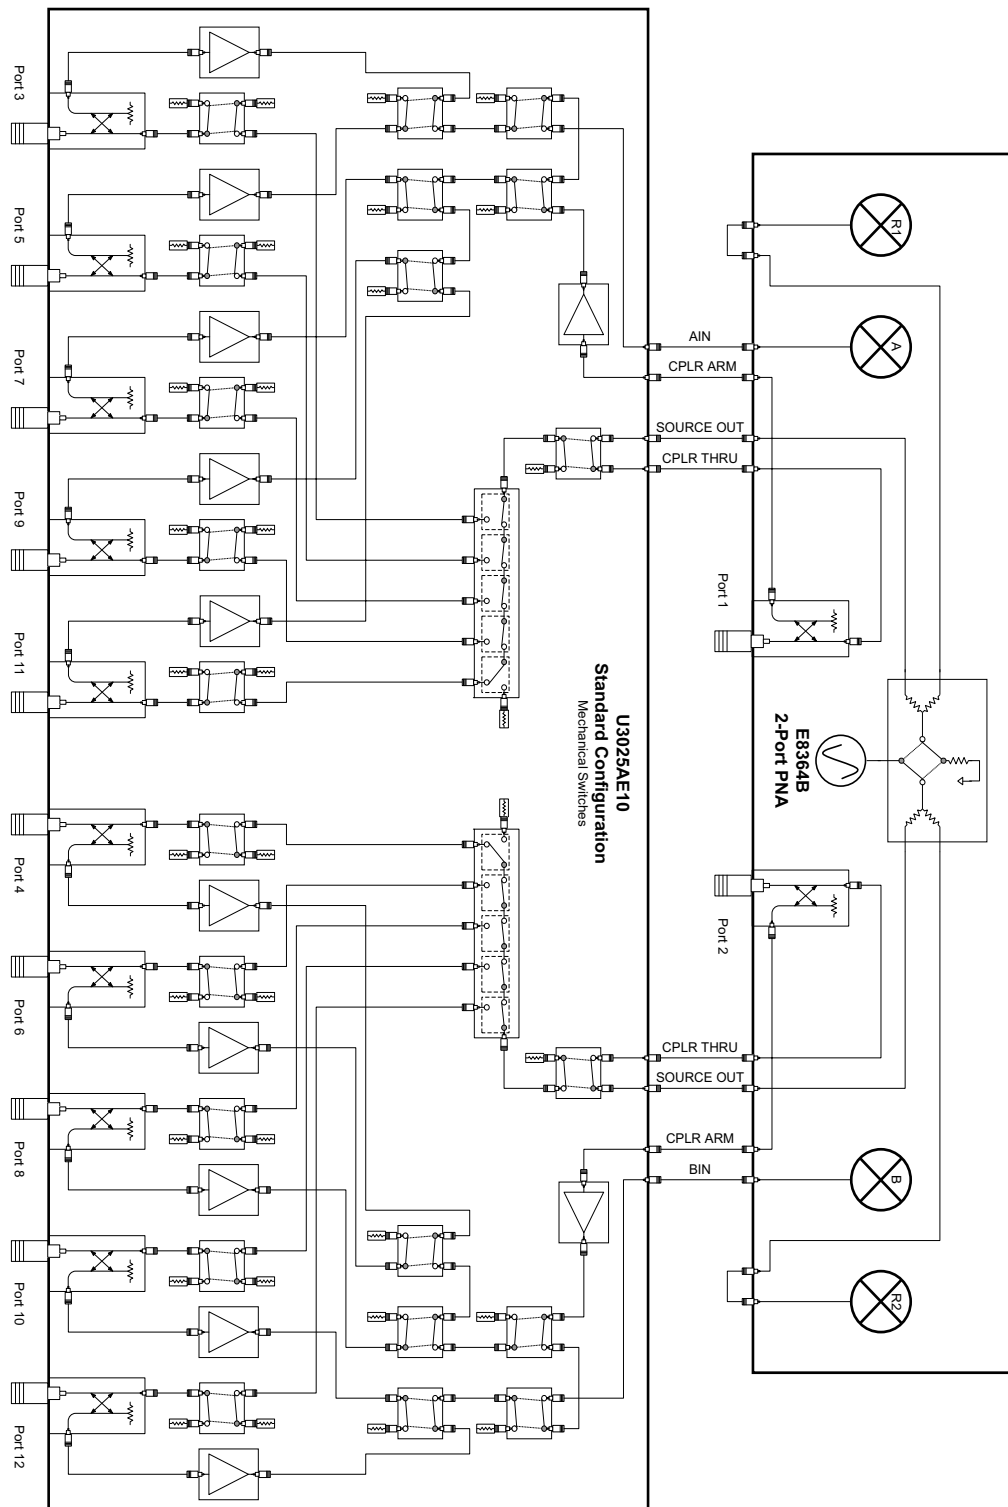 Port 3
Port 5
Port 7
Port 9
Port 11
Port 4
Port 6
Port 8
Port 10
Port 12
U3025AE10
Standard Configuration
Mechanical Switches
AIN
CPLR ARM
SOURCE OUT
CPLR THRU
CPLR THRU
SOURCE OUT
CPLR ARM
BIN
R1
A
Port 1
E8364B
2-Port PNA
Port 2
B
R2